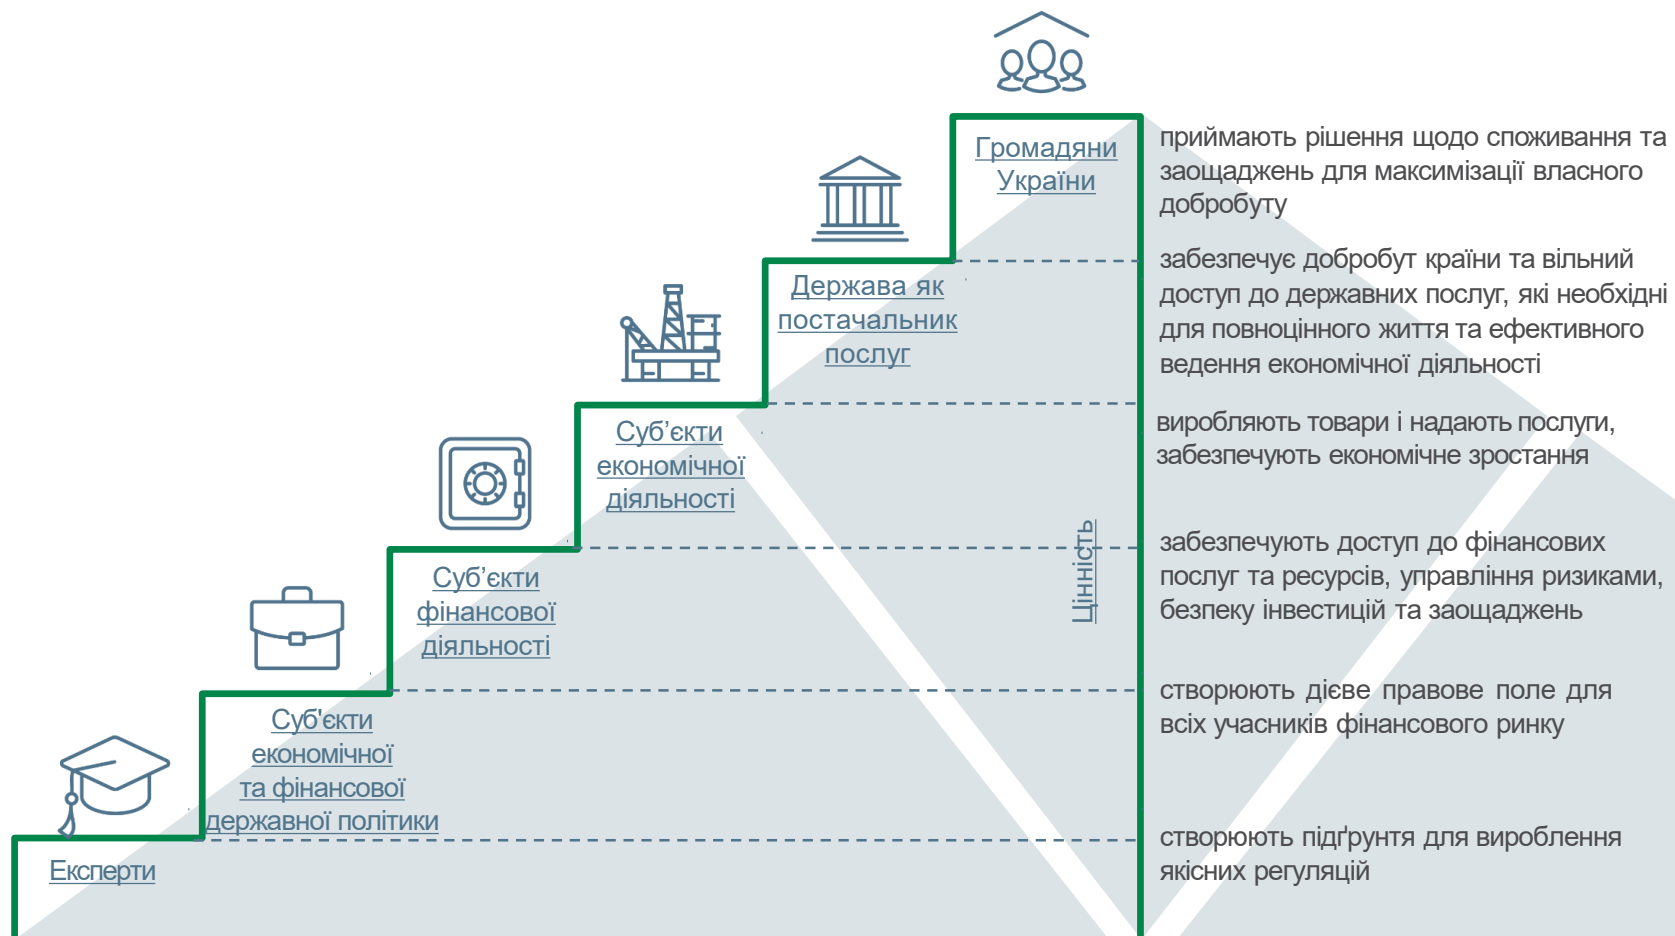 Громадяни
України
приймають рішення щодо споживання та
заощаджень для максимізації власного
добробуту
Держава як
постачальник
послуг
забезпечує добробут країни та вільний
доступ до державних послуг, які необхідні
для повноцінного життя та ефективного
ведення економічної діяльності
Суб’єкти
економічної
діяльності
виробляють товари і надають послуги,
забезпечують економічне зростання
Цінність
Суб’єкти
фінансової
діяльності
забезпечують доступ до фінансових
послуг та ресурсів, управління ризиками,
безпеку інвестицій та заощаджень
Суб'єкти
економічної
та фінансової
державної політики
створюють дієве правове поле для
всіх учасників фінансового ринку
Експерти
створюють підґрунтя для вироблення
якісних регуляцій